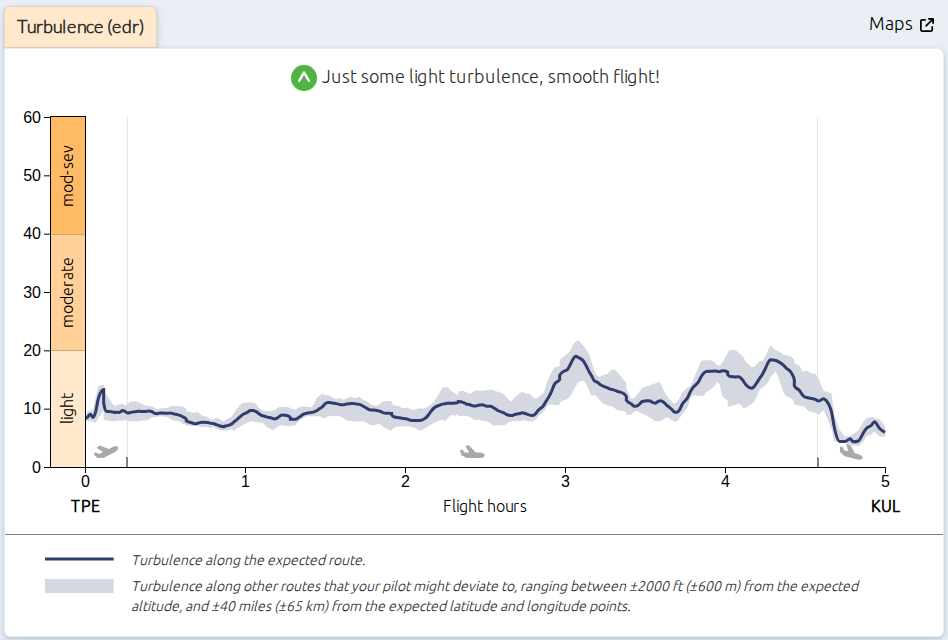 Turbulence (edr)
Maps
Just some light turbulence, smooth flight!
60
50
40
30
20
10
0
mod-sev
moderate
light
0 1 2 3 4 5
TPE Flight hours KUL
Turbulence along the expected route.
Turbulence along other routes that your pilot might deviate to, ranging between ±2000 ft (±600 m) from the expected
altitude, and ±40 miles (±65 km) from the expected latitude and longitude points.